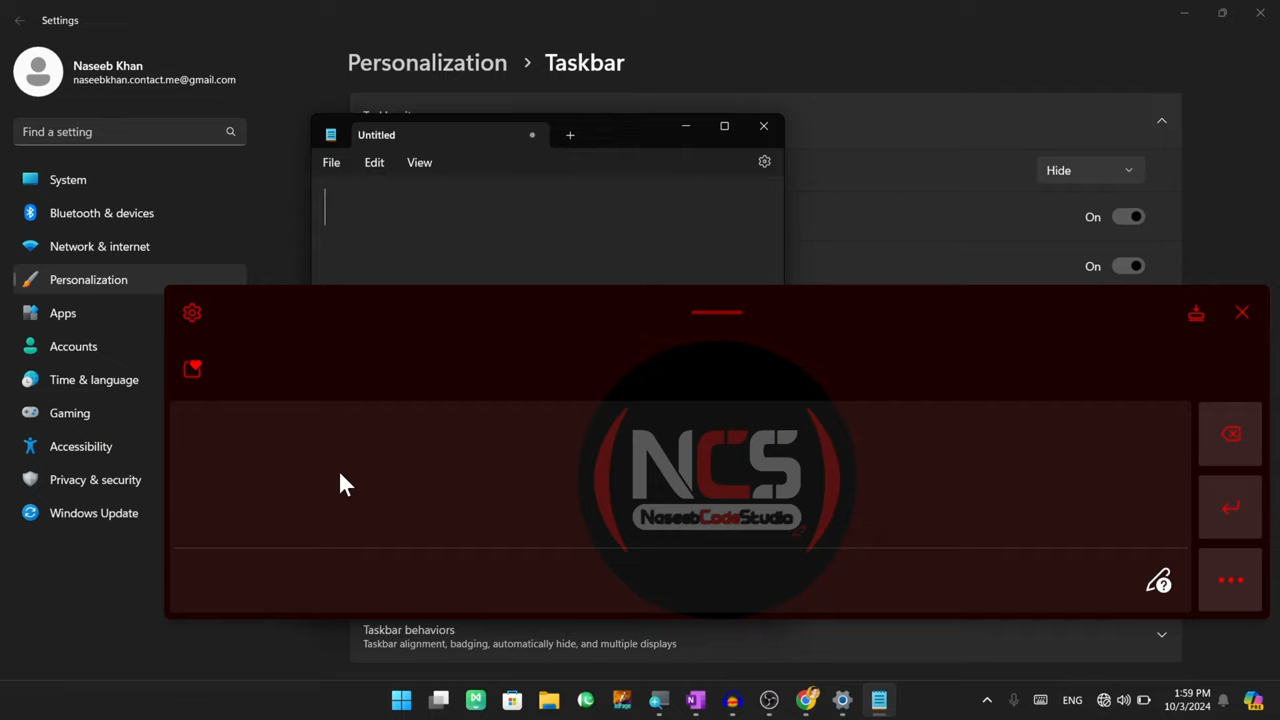 Settings
Naseeb Khan
naseebkhan.contact.me@gmail.com
Find a setting
System
Bluetooth & devices
Network & internet
Personalization
Apps
Accounts
Time & language
Gaming
Accessibility
Privacy & security
Windows Update
Personalization > Taskbar
Hide
On
On
Untitled
File Edit View
NCS
NaseebCodeStudio
Taskbar behaviors
Taskbar alignment, badging, automatically hide, and multiple displays
ENG
1:59 PM
10/3/2024